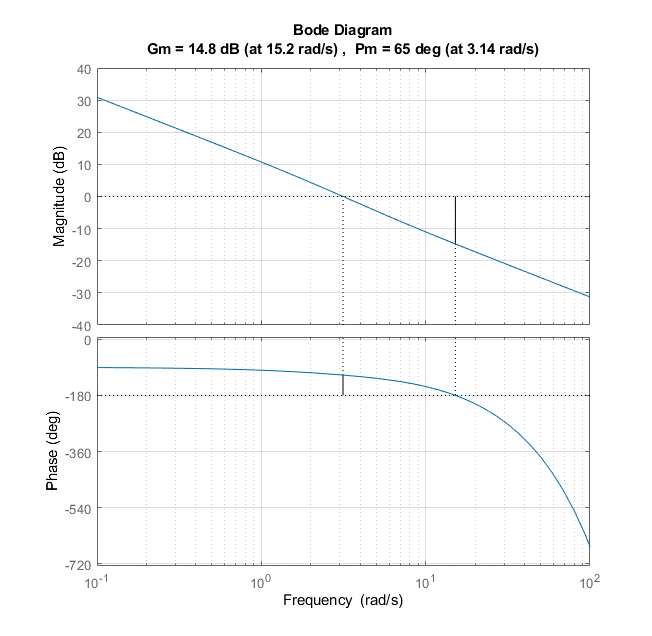 Bode Diagram
Gm = 14.8 dB (at 15.2 rad/s) ,  Pm = 65 deg (at 3.14 rad/s)
Magnitude (dB)
40
30
20
10
0
-10
-20
-30
-40
Phase (deg)
0
-180
-360
-540
-720
10^-1 10^0 10^1 10^2
Frequency  (rad/s)